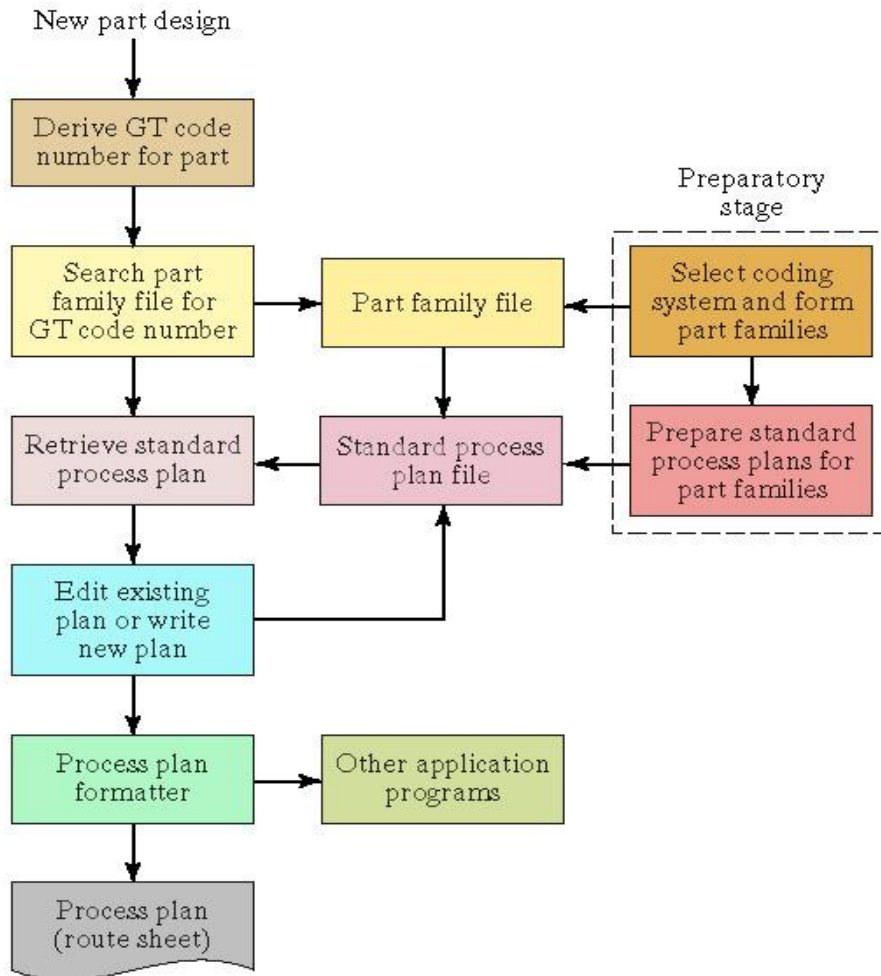 New part design
Derive GT code
number for part
Preparatory
stage
Search part
family file for
GT code number
Part family file
Select coding
system and form
part families
Retrieve standard
process plan
Standard process
plan file
Prepare standard
process plans for
part families
Edit existing
plan or write
new plan
Process plan
formatter
Other application
programs
Process plan
(route sheet)